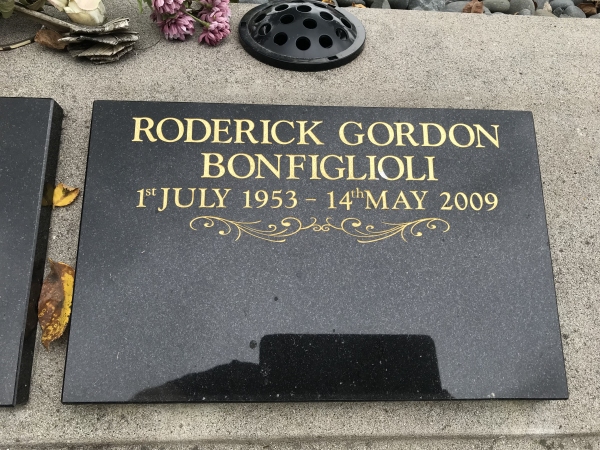 RODERICK GORDON
BONFIGLIOLI
1st JULY 1953 - 14th MAY 2009